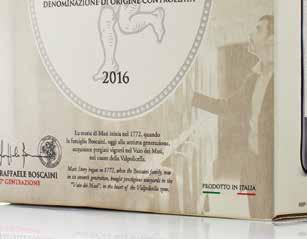 DENOMINAZIONE DI ORIGINE CONTROLLATA
2016
La storia di Masi inizia nel 1772, quando
la famiglia Boscaini, oggi alla settima generazione,
acquisisce pregiati vigneti nel Vaio dei Masi,
nel cuore della Valpolicella.
RAFFAELE BOSCAINI
7ª GENERAZIONE
Masi Story began in 1772, when the Boscaini family, now
in its seventh generation, bought prestigious vineyards in the
"Vaio dei Masi", in the heart of the Valpolicella zone.
PRODOTTO IN ITALIA